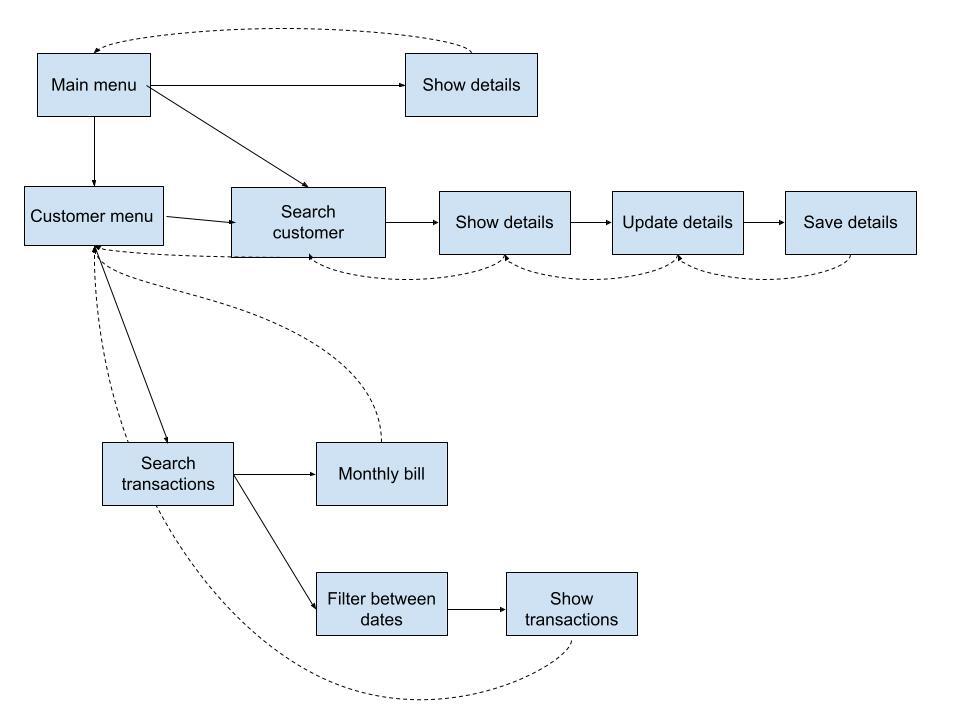 Main menu
Show details
Customer menu
Search
customer
Show details
Update details
Save details
Search
transactions
Monthly bill
Filter between
dates
Show
transactions